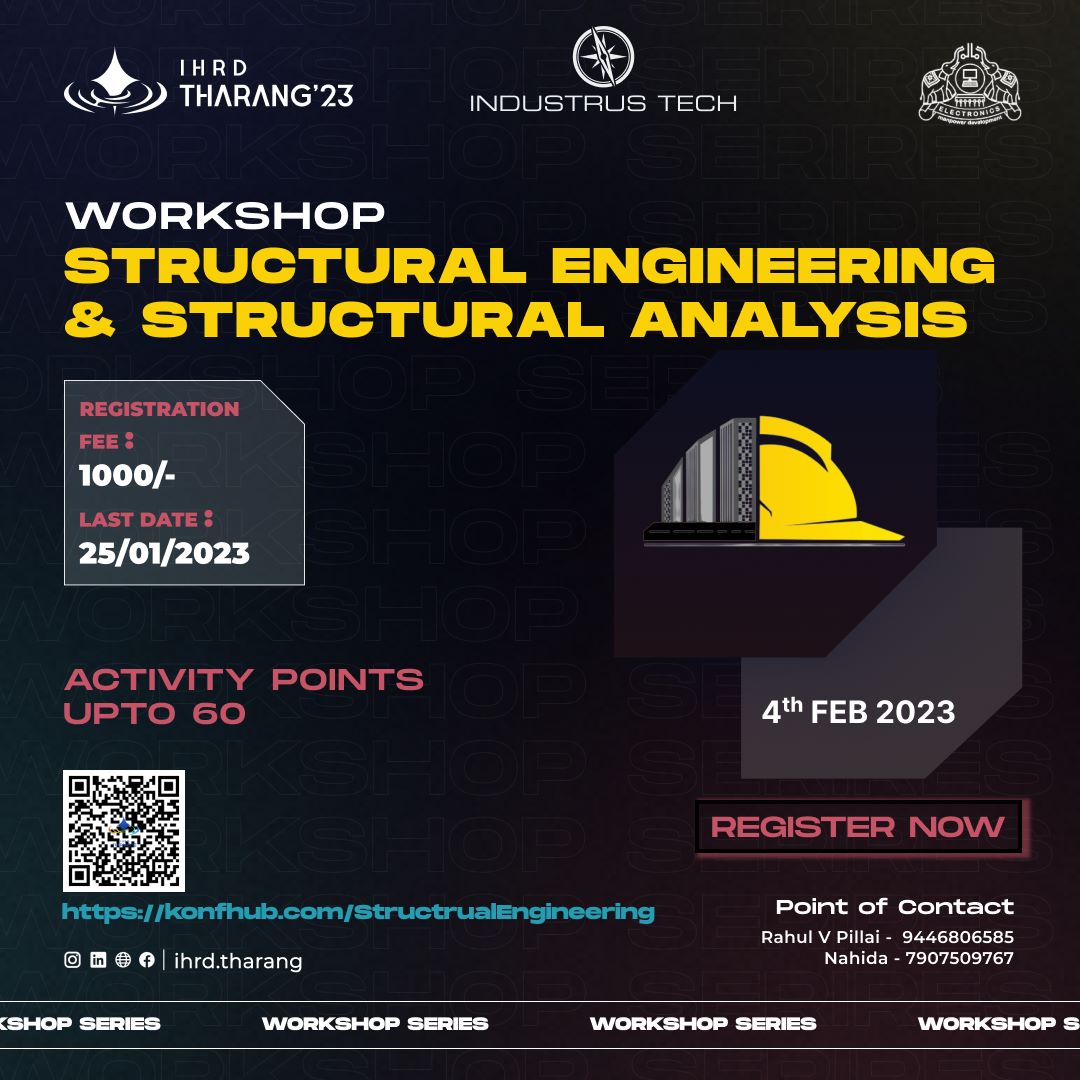 IHRD
THARANG'23
INDUSTRUS TECH
ELECTRONICS
manpower development
WORKSHOP
STRUCTURAL ENGINEERING
& STRUCTURAL ANALYSIS
REGISTRATION
FEE :
1000/-
LAST DATE :
25/01/2023
ACTIVITY POINTS
UPTO 60
4th FEB 2023
REGISTER NOW
https://konfhub.com/StructrualEngineering
Point of Contact
Rahul V Pillai - 9446806585
Nahida - 7907509767
ihrd.tharang
KSHOP SERIES WORKSHOP SERIES WORKSHOP SERIES WORKSHOP S